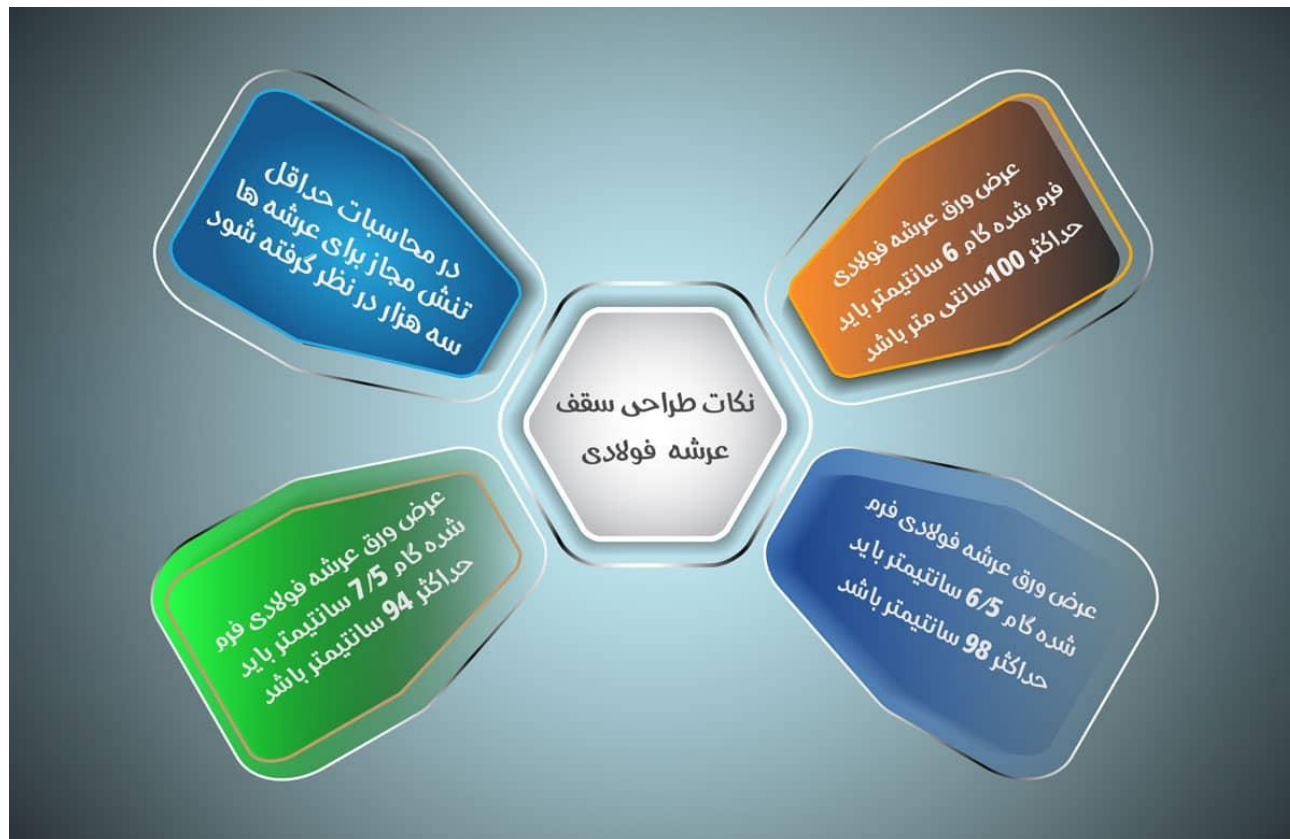 نکات طراحی سقف
عرشه فولادی
عرض ورق عرشه فولادی
فرم شده گام 6 سانتیمتر باید
حداکثر 100سانتی متر باشد
در محاسبات حداقل
تنش مجاز برای عرشه ها
سه هزار در نظر گرفته شود
عرض ورق عرشه فولادی فرم
شده گام 6/5 سانتیمتر باید
حداکثر 98 سانتیمتر باشد
عرض ورق عرشه فولادی فرم
شده گام 7/5 سانتیمتر باید
حداکثر 94 سانتیمتر باشد